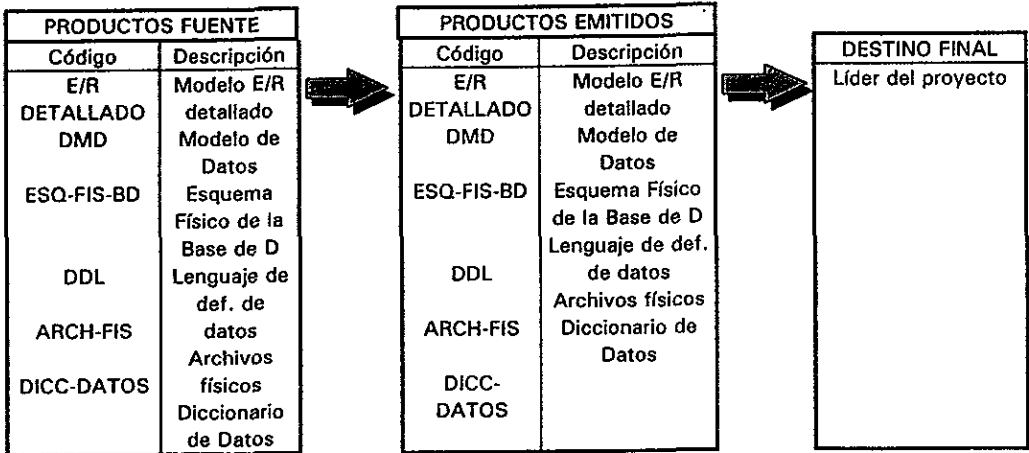 PRODUCTOS FUENTE
Código
Descripción
E/R
DETALLADO
DMD
ESQ-FIS-BD
DDL
ARCH-FIS
DICC-DATOS
Modelo E/R
detallado
Modelo de
Datos
Esquema
Físico de la
Base de D
Lenguaje de
def. de
datos
Archivos
físicos
Diccionario
de Datos
PRODUCTOS EMITIDOS
Código
Descripción
E/R
DETALLADO
DMD
ESQ-FIS-BD
DDL
ARCH-FIS
DICC-
DATOS
Modelo E/R
detallado
Modelo de
Datos
Esquema Físico
de la Base de D
Lenguaje de def.
de datos
Archivos físicos
Diccionario de
Datos
DESTINO FINAL
Líder del proyecto